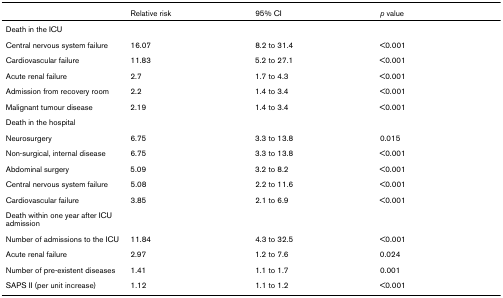 Relative risk 95% CI p value
Death in the ICU
Central nervous system failure 16.07 8.2 to 31.4 <0.001
Cardiovascular failure 11.83 5.2 to 27.1 <0.001
Acute renal failure 2.7 1.7 to 4.3 <0.001
Admission from recovery room 2.2 1.4 to 3.4 <0.001
Malignant tumour disease 2.19 1.4 to 3.4 <0.001
Death in the hospital
Neurosurgery 6.75 3.3 to 13.8 0.015
Non-surgical, internal disease 6.75 3.3 to 13.8 <0.001
Abdominal surgery 5.09 3.2 to 8.2 <0.001
Central nervous system failure 5.08 2.2 to 11.6 <0.001
Cardiovascular failure 3.85 2.1 to 6.9 <0.001
Death within one year after ICU
admission
Number of admissions to the ICU 11.84 4.3 to 32.5 <0.001
Acute renal failure 2.97 1.2 to 7.6 0.024
Number of pre-existent diseases 1.41 1.1 to 1.7 0.001
SAPS II (per unit increase) 1.12 1.1 to 1.2 <0.001